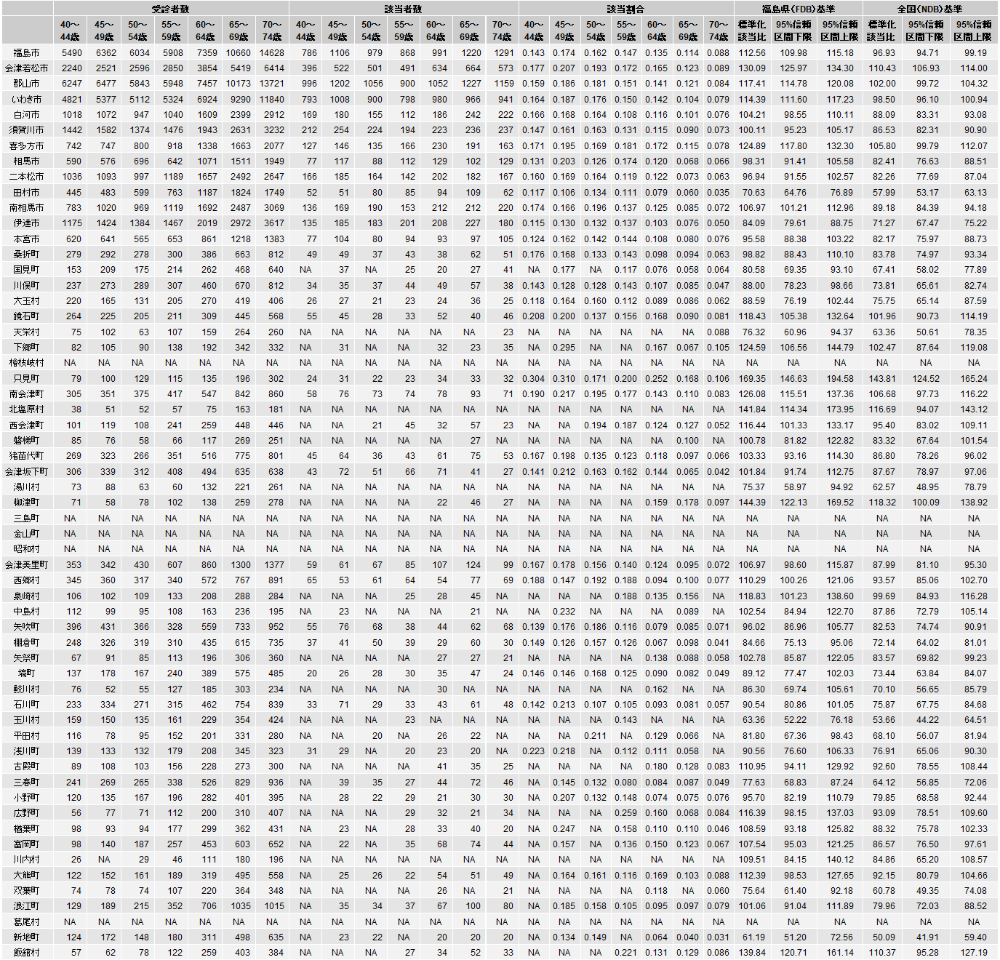 受診者数 該当者数 該当割合 福島県(FDB)基準 全国(NDB)基準
40～ 45～ 50～ 55～ 60～ 65～ 70～ 40～ 45～ 50～ 55～ 60～ 65～ 70～ 40～ 45～ 50～ 55～ 60～ 65～ 70～ 標準化 95%信頼 95%信頼 標準化 95%信頼 95%信頼
44歳 49歳 54歳 59歳 64歳 69歳 74歳 44歳 49歳 54歳 59歳 64歳 69歳 74歳 44歳 49歳 54歳 59歳 64歳 69歳 74歳 該当比 区間下限 区間上限 該当比 区間下限 区間上限
福島市 5490 6362 6034 5908 7359 10660 14628 786 1106 979 868 991 1220 1291 0.143 0.174 0.162 0.147 0.135 0.114 0.088 112.56 109.98 115.18 96.93 94.71 99.19
会津若松市 2240 2521 2596 2850 3854 5419 6414 396 522 501 491 634 664 573 0.177 0.207 0.193 0.172 0.165 0.123 0.089 130.09 125.97 134.30 110.43 106.93 114.00
郡山市 6247 6477 5843 5948 7457 10173 13721 996 1202 1056 900 1052 1227 1159 0.159 0.186 0.181 0.151 0.141 0.121 0.084 117.41 114.78 120.08 102.00 99.72 104.32
いわき市 4821 5377 5112 5324 6924 9290 11840 793 1008 900 798 980 966 941 0.164 0.187 0.176 0.150 0.142 0.104 0.079 114.39 111.60 117.23 98.50 96.10 100.94
白河市 1018 1072 947 1040 1609 2399 2912 169 180 155 112 186 242 222 0.166 0.168 0.164 0.108 0.116 0.101 0.076 104.21 98.55 110.11 88.09 83.31 93.08
須賀川市 1442 1582 1374 1476 1943 2631 3232 212 254 224 194 223 236 237 0.147 0.161 0.163 0.131 0.115 0.090 0.073 100.11 95.23 105.17 86.53 82.31 90.90
喜多方市 742 747 800 918 1338 1663 2077 127 146 135 166 230 191 163 0.171 0.195 0.169 0.181 0.172 0.115 0.078 124.89 117.80 132.30 105.80 99.79 112.07
相馬市 590 576 696 642 1071 1511 1949 77 117 88 112 129 102 129 0.131 0.203 0.126 0.174 0.120 0.068 0.066 98.31 91.41 105.58 82.41 76.63 88.51
二本松市 1036 1093 997 1189 1657 2492 2647 166 185 164 142 202 182 167 0.160 0.169 0.164 0.119 0.122 0.073 0.063 96.94 91.55 102.57 82.26 77.69 87.04
田村市 445 483 599 763 1187 1824 1749 52 51 80 85 94 109 62 0.117 0.106 0.134 0.111 0.079 0.060 0.035 70.63 64.76 76.89 57.99 53.17 63.13
南相馬市 783 1020 969 1119 1692 2487 3069 136 169 190 153 212 212 220 0.174 0.166 0.196 0.137 0.125 0.085 0.072 106.97 101.21 112.96 89.18 84.39 94.18
伊達市 1175 1424 1384 1467 2019 2972 3617 135 185 183 201 208 227 180 0.115 0.130 0.132 0.137 0.103 0.076 0.050 84.09 79.61 88.75 71.27 67.47 75.22
本宮市 620 641 565 653 861 1218 1383 77 104 80 94 93 97 105 0.124 0.162 0.142 0.144 0.108 0.080 0.076 95.58 88.38 103.22 82.17 75.97 88.73
桑折町 279 292 278 300 386 663 812 49 49 37 43 38 62 51 0.176 0.168 0.133 0.143 0.098 0.094 0.063 98.82 88.43 110.10 83.78 74.97 93.34
国見町 153 209 175 214 262 468 640 NA 37 NA 25 20 27 41 NA 0.177 NA 0.117 0.076 0.058 0.064 80.58 69.35 93.10 67.41 58.02 77.89
川俣町 237 273 289 307 460 670 812 34 35 37 44 49 57 38 0.143 0.128 0.128 0.143 0.107 0.085 0.047 88.00 78.23 98.66 73.81 65.61 82.74
大玉村 220 165 131 205 270 419 406 26 27 21 23 24 36 25 0.118 0.164 0.160 0.112 0.089 0.086 0.062 88.59 76.19 102.44 75.75 65.14 87.59
鏡石町 264 225 205 211 309 445 568 55 45 28 33 52 40 46 0.208 0.200 0.137 0.156 0.168 0.090 0.081 118.43 105.38 132.64 101.96 90.73 114.19
天栄村 75 102 63 107 159 264 260 NA NA NA NA NA NA 23 NA NA NA NA NA NA 0.088 76.32 60.96 94.37 63.36 50.61 78.35
下郷町 82 105 90 138 192 342 332 NA 31 NA NA 32 23 35 NA 0.295 NA NA 0.167 0.067 0.105 124.59 106.56 144.79 102.47 87.64 119.08
檜枝岐村 NA NA NA NA NA NA NA NA NA NA NA NA NA NA NA NA NA NA NA NA NA NA NA NA NA NA NA
只見町 79 100 129 115 135 196 302 24 31 22 23 34 33 32 0.304 0.310 0.171 0.200 0.252 0.168 0.106 169.35 146.63 194.58 143.81 124.52 165.24
南会津町 305 351 375 417 547 842 860 58 76 73 74 78 93 71 0.190 0.217 0.195 0.177 0.143 0.110 0.083 126.08 115.51 137.36 106.68 97.73 116.22
北塩原村 38 51 52 57 75 163 181 NA NA NA NA NA NA NA NA NA NA NA NA NA NA 141.84 114.34 173.95 116.69 94.07 143.12
西会津町 101 119 108 241 259 448 446 NA NA 21 45 32 57 23 NA NA 0.194 0.187 0.124 0.127 0.052 116.44 101.33 133.17 95.40 83.02 109.11
磐梯町 85 76 58 66 117 269 251 NA NA NA NA NA 27 NA NA NA NA NA NA 0.100 NA 100.78 81.82 122.82 83.32 67.64 101.54
猪苗代町 269 323 266 351 516 775 801 45 64 36 43 61 75 53 0.167 0.198 0.135 0.123 0.118 0.097 0.066 103.33 93.16 114.30 86.80 78.26 96.02
会津坂下町 306 339 312 408 494 635 638 43 72 51 66 71 41 27 0.141 0.212 0.163 0.162 0.144 0.065 0.042 101.84 91.74 112.75 87.67 78.97 97.06
湯川村 73 88 63 60 132 221 261 NA NA NA NA NA NA NA NA NA NA NA NA NA NA 75.37 58.97 94.92 62.57 48.95 78.79
柳津町 71 58 78 102 138 259 278 NA NA NA NA 22 46 27 NA NA NA NA 0.159 0.178 0.097 144.39 122.13 169.52 118.32 100.09 138.92
三島町 NA NA NA NA NA NA NA NA NA NA NA NA NA NA NA NA NA NA NA NA NA NA NA NA NA NA NA
金山町 NA NA NA NA NA NA NA NA NA NA NA NA NA NA NA NA NA NA NA NA NA NA NA NA NA NA NA
昭和村 NA NA NA NA NA NA NA NA NA NA NA NA NA NA NA NA NA NA NA NA NA NA NA NA NA NA NA
会津美里町 353 342 430 607 860 1300 1377 59 61 67 85 107 124 99 0.167 0.178 0.156 0.140 0.124 0.095 0.072 106.97 98.60 115.87 87.99 81.10 95.30
西郷村 345 360 317 340 572 767 891 65 53 61 64 54 77 69 0.188 0.147 0.192 0.188 0.094 0.100 0.077 110.29 100.26 121.06 93.57 85.06 102.70
泉崎村 106 102 109 133 208 288 284 NA NA NA 25 28 45 NA NA NA NA 0.188 0.135 0.156 NA 118.83 101.23 138.60 99.69 84.93 116.28
中島村 112 99 95 108 163 236 195 NA 23 NA NA NA 21 NA NA 0.232 NA NA NA 0.089 NA 102.54 84.94 122.70 87.86 72.79 105.14
矢吹町 396 431 366 328 559 733 952 55 76 68 38 44 62 68 0.139 0.176 0.186 0.116 0.079 0.085 0.071 96.02 86.96 105.77 82.53 74.74 90.91
棚倉町 248 326 319 310 435 615 735 37 41 50 39 29 60 30 0.149 0.126 0.157 0.126 0.067 0.098 0.041 84.66 75.13 95.06 72.14 64.02 81.01
矢祭町 67 91 85 113 196 306 360 NA NA NA NA 27 27 21 NA NA NA NA 0.138 0.088 0.058 102.78 85.87 122.05 83.57 69.82 99.23
塙町 137 178 167 240 389 575 485 20 26 28 30 35 47 24 0.146 0.146 0.168 0.125 0.090 0.082 0.049 89.12 77.47 102.03 73.44 63.84 84.07
鮫川村 76 52 55 127 185 303 234 NA NA NA NA 30 NA NA NA NA NA NA 0.162 NA NA 86.30 69.74 105.61 70.10 56.65 85.79
石川町 233 334 271 315 462 754 839 33 71 29 33 43 61 48 0.142 0.213 0.107 0.105 0.093 0.081 0.057 90.54 80.86 101.05 75.87 67.75 84.68
玉川村 159 150 135 161 229 354 424 NA NA NA 23 NA NA NA NA NA NA 0.143 NA NA NA 63.36 52.22 76.18 53.66 44.22 64.51
平田村 116 78 95 152 201 331 280 NA NA 20 NA 26 22 NA NA NA 0.211 NA 0.129 0.066 NA 81.80 67.36 98.43 68.10 56.07 81.94
浅川町 139 133 132 179 208 345 323 31 29 NA 20 23 20 NA 0.223 0.218 NA 0.112 0.111 0.058 NA 90.56 76.60 106.33 76.91 65.06 90.30
古殿町 89 108 103 156 228 273 300 NA NA NA NA 41 35 25 NA NA NA NA 0.180 0.128 0.083 110.95 94.11 129.92 92.60 78.55 108.44
三春町 241 269 265 338 526 829 936 NA 39 35 27 44 72 46 NA 0.145 0.132 0.080 0.084 0.087 0.049 77.63 68.83 87.24 64.12 56.85 72.06
小野町 120 135 167 196 282 401 395 NA 28 22 29 21 30 30 NA 0.207 0.132 0.148 0.074 0.075 0.076 95.70 82.19 110.79 79.85 68.58 92.44
広野町 56 77 71 112 200 310 407 NA NA NA 29 32 21 34 NA NA NA 0.259 0.160 0.068 0.084 116.39 98.15 137.03 93.09 78.51 109.60
楢葉町 98 93 94 177 299 362 431 NA 23 NA 28 33 40 20 NA 0.247 NA 0.158 0.110 0.110 0.046 108.59 93.18 125.82 88.32 75.78 102.33
富岡町 98 140 187 257 453 603 652 NA 22 NA 35 68 74 44 NA 0.157 NA 0.136 0.150 0.123 0.067 107.54 95.03 121.25 86.57 76.50 97.61
川内村 26 NA 29 46 111 180 196 NA NA NA NA NA NA NA NA NA NA NA NA NA NA 109.51 84.15 140.12 84.86 65.20 108.57
大熊町 122 152 161 189 319 495 558 NA 25 26 22 54 51 49 NA 0.164 0.161 0.116 0.169 0.103 0.088 112.39 98.53 127.65 92.15 80.79 104.66
双葉町 74 78 74 107 220 364 348 NA NA NA NA 26 NA 21 NA NA NA NA 0.118 NA 0.060 75.64 61.40 92.18 60.78 49.35 74.08
浪江町 129 189 215 352 706 1035 1015 NA 35 34 37 67 100 80 NA 0.185 0.158 0.105 0.095 0.097 0.079 101.06 91.04 111.89 79.96 72.03 88.52
葛尾村 NA NA NA NA NA NA NA NA NA NA NA NA NA NA NA NA NA NA NA NA NA NA NA NA NA NA NA
新地町 124 172 148 180 311 498 635 NA 23 22 NA 20 20 20 NA 0.134 0.149 NA 0.064 0.040 0.031 61.19 51.20 72.56 50.09 41.91 59.40
飯舘村 57 62 78 122 259 403 384 NA NA NA 27 34 52 33 NA NA NA 0.221 0.131 0.129 0.086 139.84 120.71 161.14 110.37 95.28 127.19